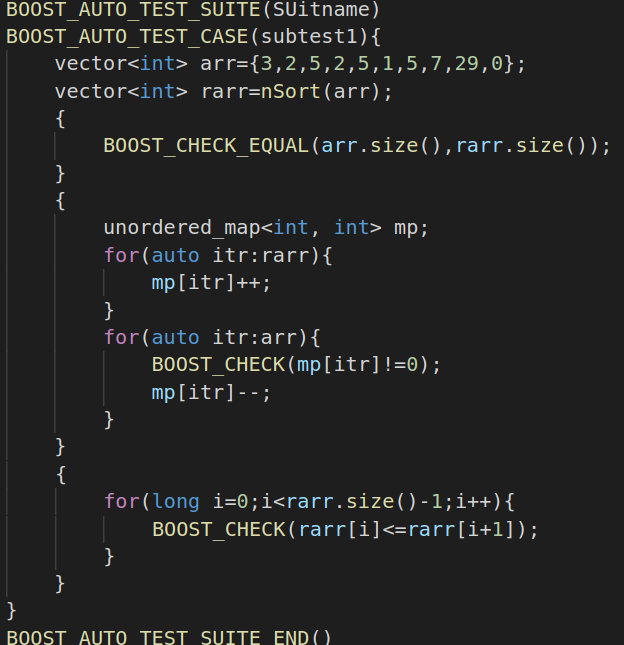 BOOST_AUTO_TEST_SUITE(SUitname)
BOOST_AUTO_TEST_CASE(subtest1){
    vector<int> arr={3,2,5,2,5,1,5,7,29,0};
    vector<int> rarr=nSort(arr);
    {
        BOOST_CHECK_EQUAL(arr.size(),rarr.size());
    }
    {
        unordered_map<int, int> mp;
        for(auto itr:rarr){
            mp[itr]++;
        }
        for(auto itr:arr){
            BOOST_CHECK(mp[itr]!=0);
            mp[itr]--;
        }
    }
    {
        for(long i=0;i<rarr.size()-1;i++){
            BOOST_CHECK(rarr[i]<=rarr[i+1]);
        }
    }
}
BOOST_AUTO_TEST_SUITE_END()